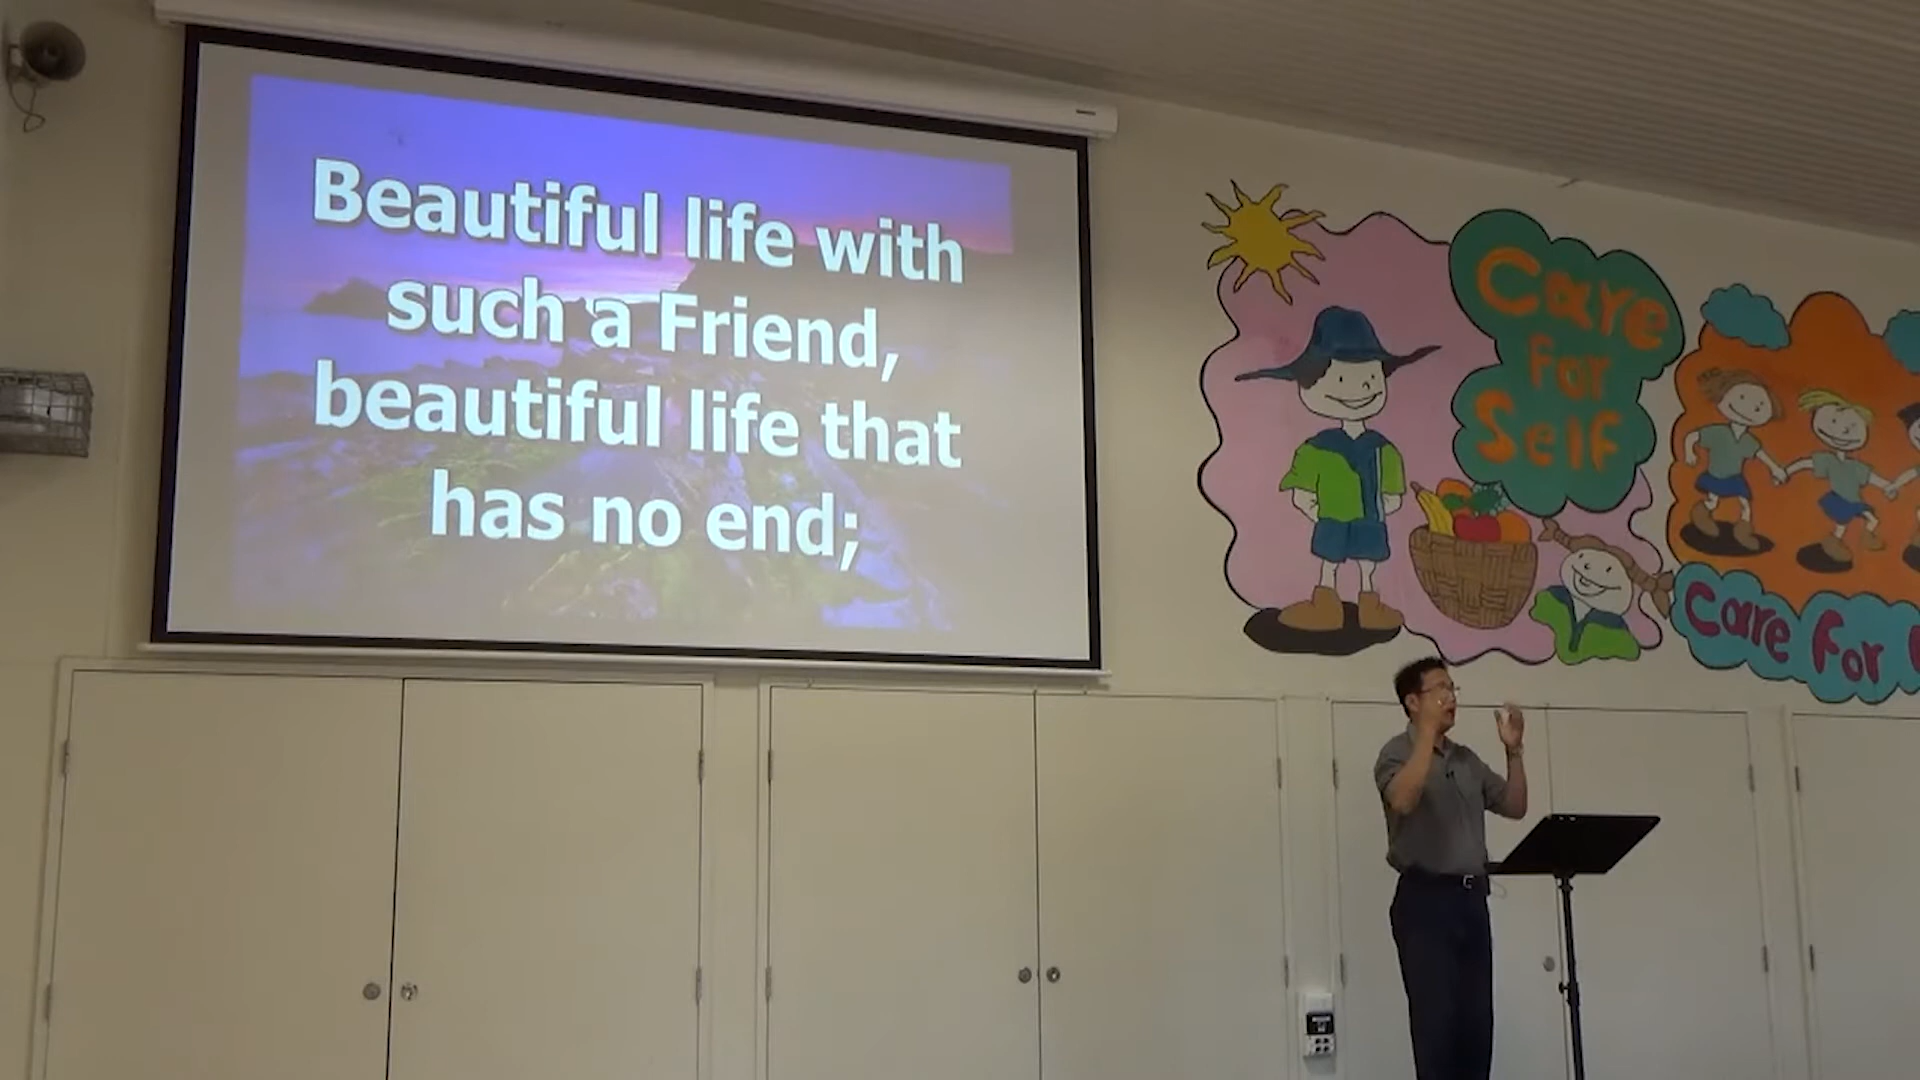 Beautiful life with
such a Friend,
beautiful life that
has no end;
Care
For
Self
Care For